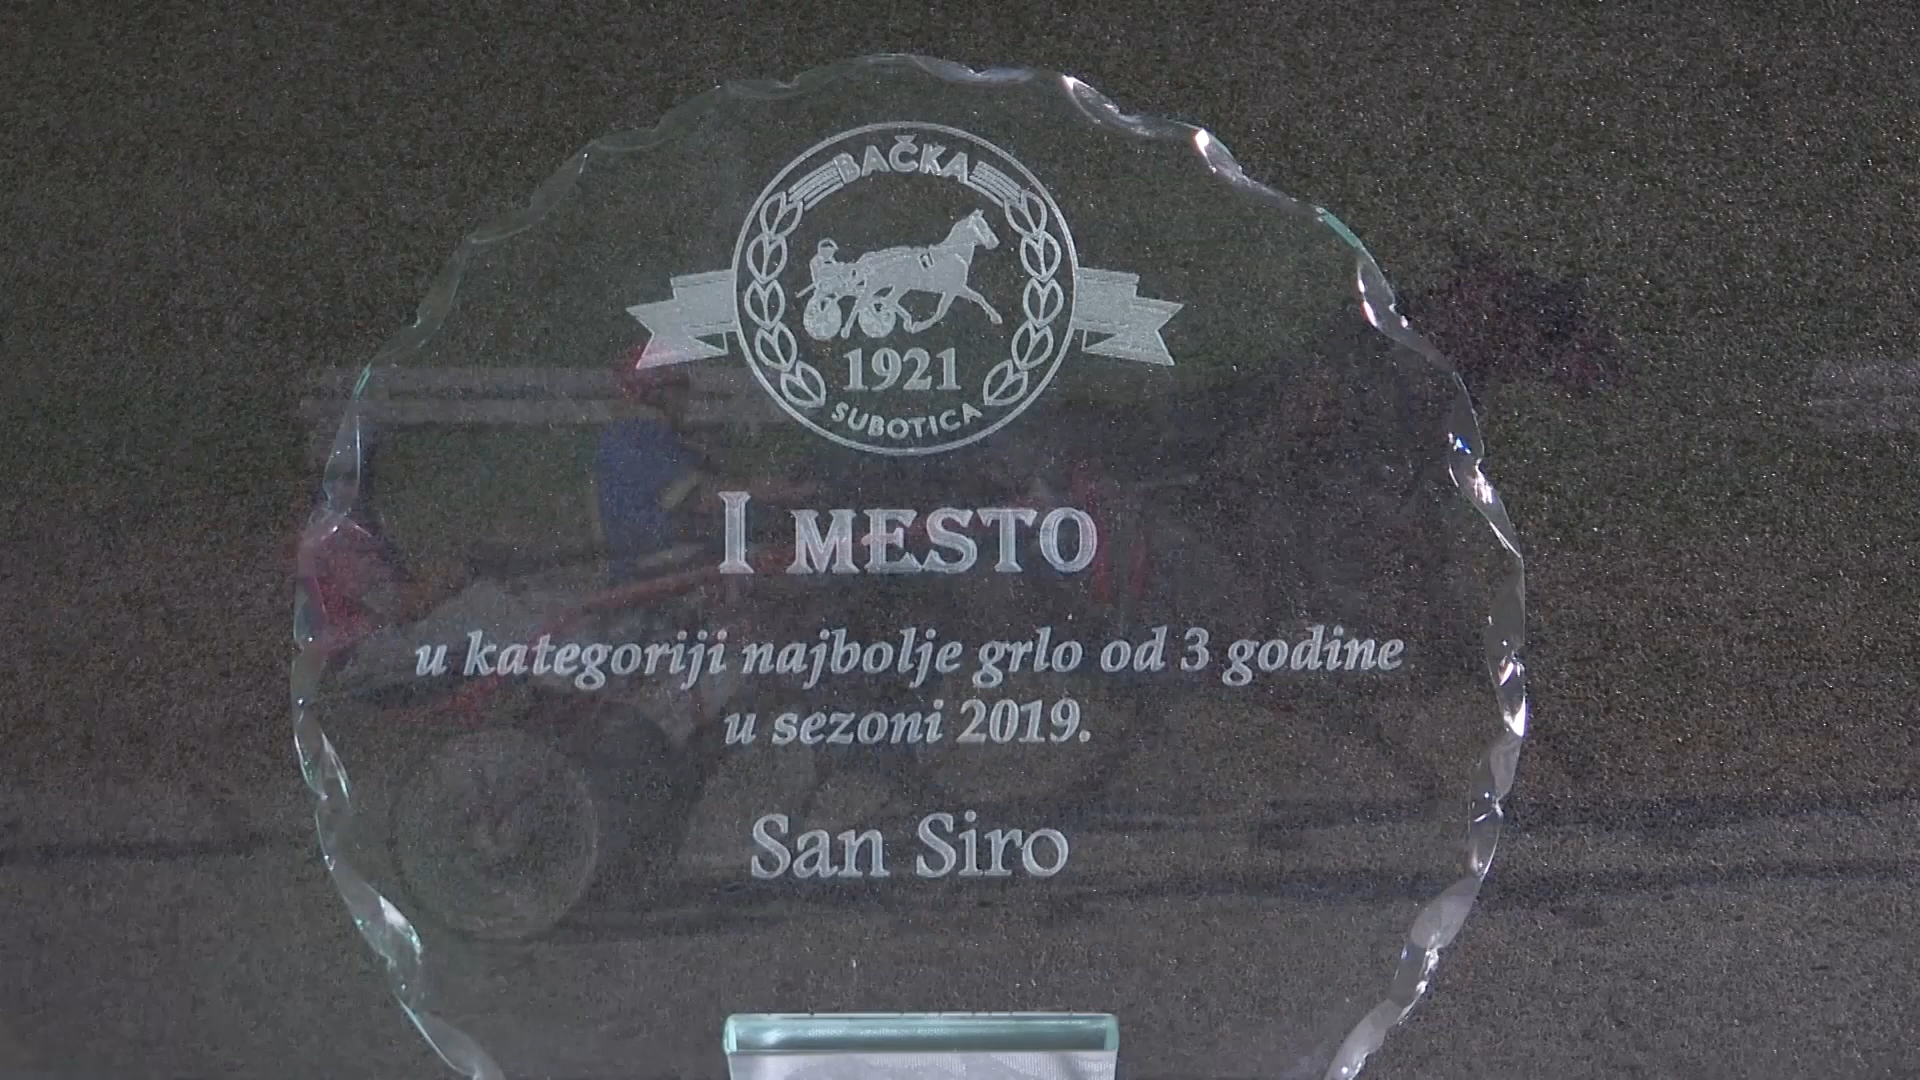 BAČKA
1921
SUBOTICA
I MESTO
u kategoriji najbolje grlo od 3 godine
u sezoni 2019.
San Siro